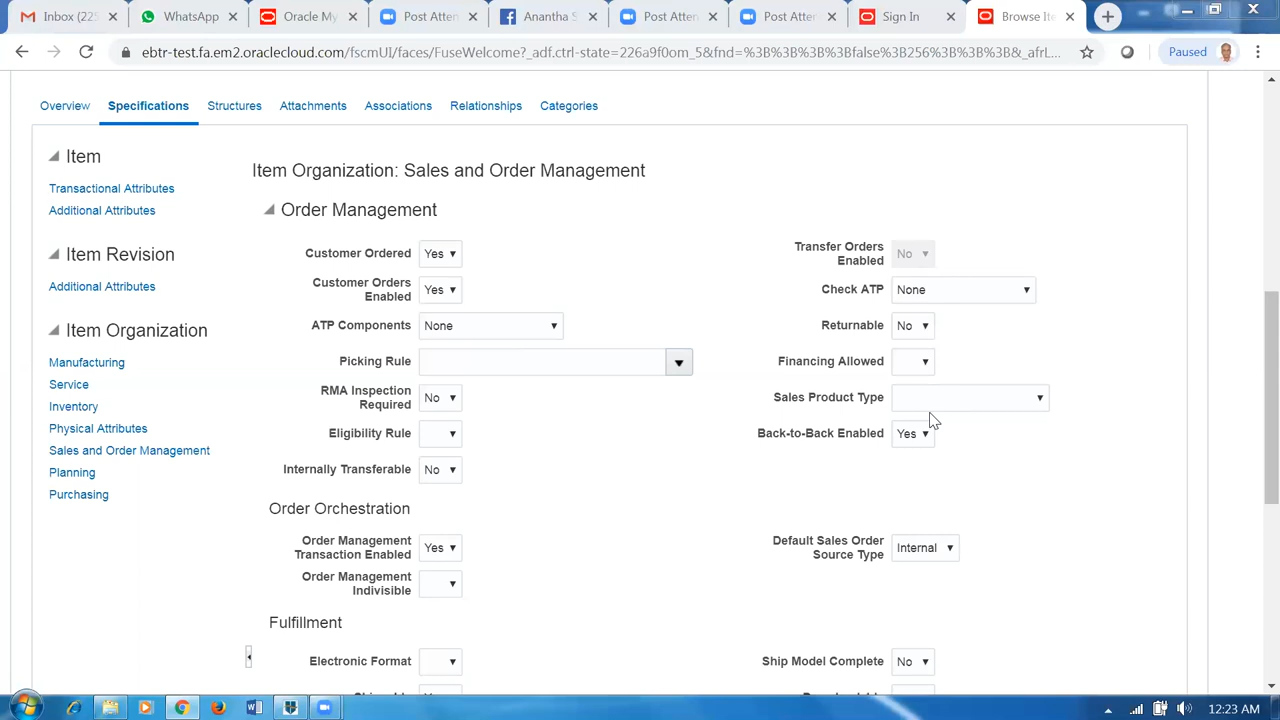 Inbox (225
WhatsApp
Oracle My
Post Atten
Anantha S
Post Atten
Post Atten
Sign In
Browse Ite
ebtr-test.fa.em2.oraclecloud.com/fscmUI/faces/FuseWelcome?_adf.ctrl-state=226a9f0om_5&fnd=%3B%3B%3B%3Bfalse%3B256%3B%3B%3B&_afrL...
Paused
Overview Specifications Structures Attachments Associations Relationships Categories
Item
Transactional Attributes
Additional Attributes
Item Revision
Additional Attributes
Item Organization
Manufacturing
Service
Inventory
Physical Attributes
Sales and Order Management
Planning
Purchasing
Item Organization: Sales and Order Management
Order Management
Customer Ordered Yes
Transfer Orders Enabled No
Customer Orders Enabled Yes
Check ATP None
ATP Components None
Returnable No
Picking Rule
Financing Allowed
RMA Inspection Required No
Sales Product Type
Eligibility Rule
Back-to-Back Enabled Yes
Internally Transferable No
Order Orchestration
Order Management Transaction Enabled Yes
Default Sales Order Source Type Internal
Order Management Indivisible
Fulfillment
Electronic Format
Ship Model Complete No
12:23 AM